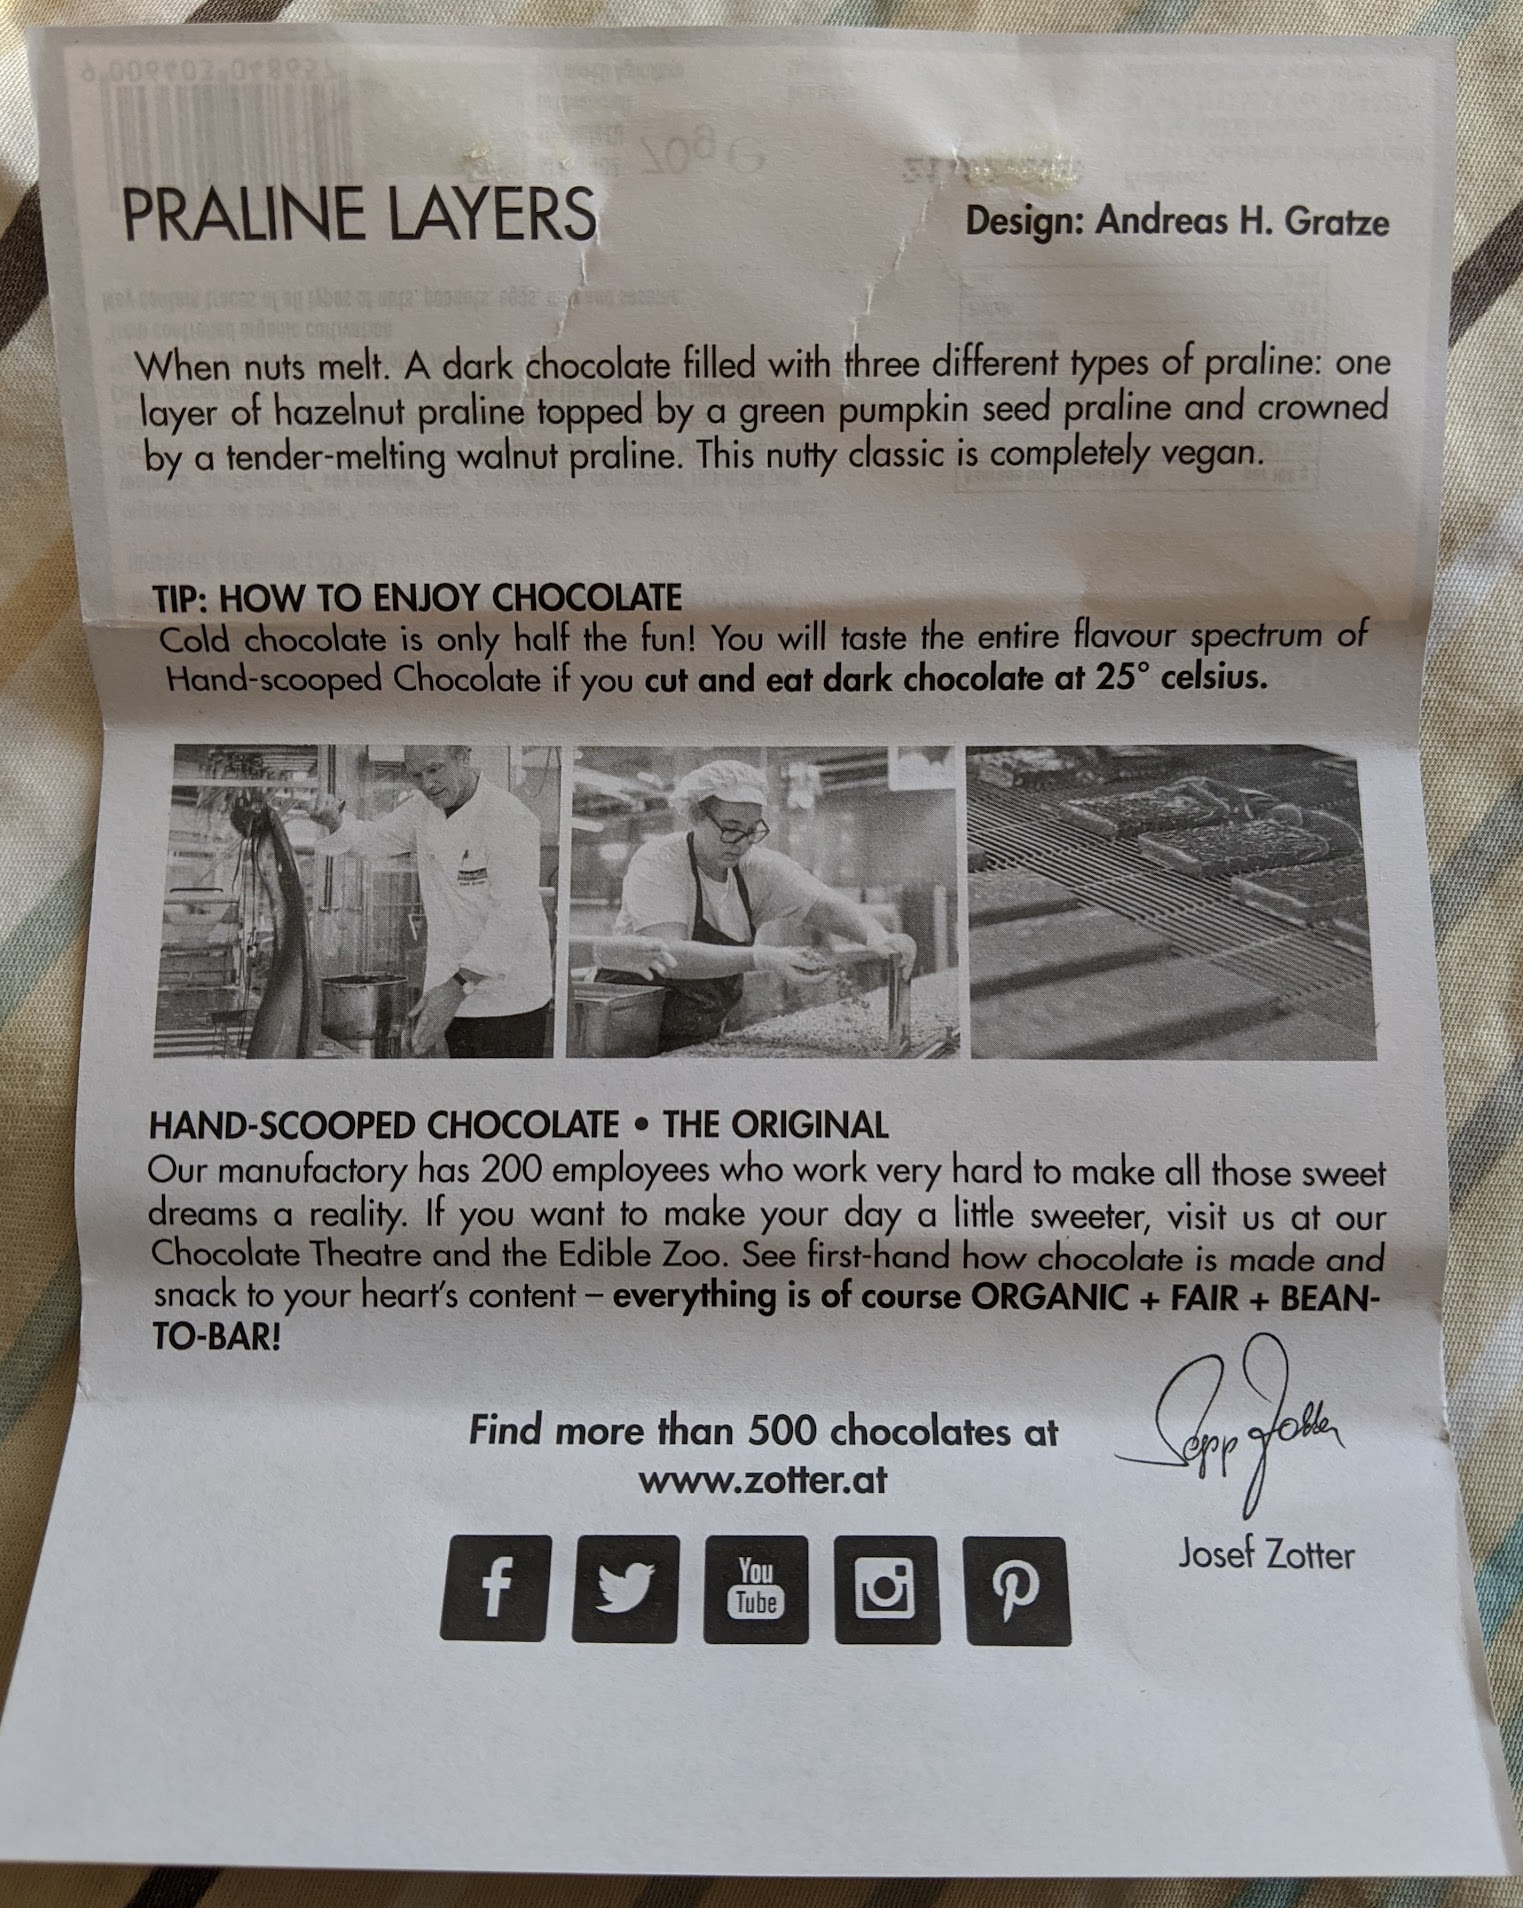 PRALINE LAYERS
Design: Andreas H. Gratze
When nuts melt. A dark chocolate filled with three different types of praline: one
layer of hazelnut praline topped by a green pumpkin seed praline and crowned
by a tender-melting walnut praline. This nutty classic is completely vegan.
TIP: HOW TO ENJOY CHOCOLATE
Cold chocolate is only half the fun! You will taste the entire flavour spectrum of
Hand-scooped Chocolate if you cut and eat dark chocolate at 25° celsius.
HAND-SCOOPED CHOCOLATE • THE ORIGINAL
Our manufactory has 200 employees who work very hard to make all those sweet
dreams a reality. If you want to make your day a little sweeter, visit us at our
Chocolate Theatre and the Edible Zoo. See first-hand how chocolate is made and
snack to your heart's content – everything is of course ORGANIC + FAIR + BEAN-
TO-BAR!
Find more than 500 chocolates at
www.zotter.at
Sepp Zotter
You
Tube
Josef Zotter